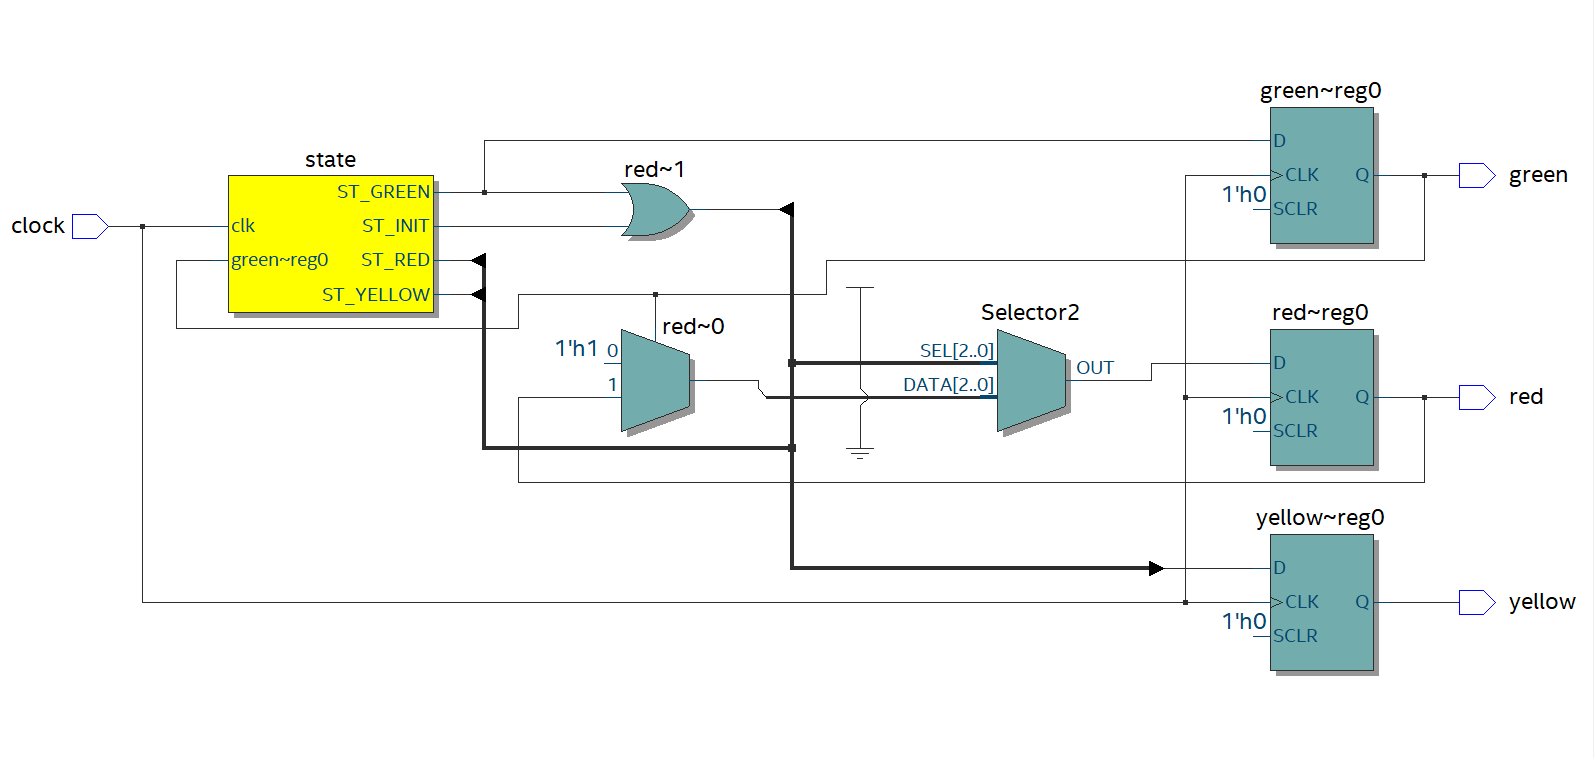 green~reg0
D
CLK
Q
1'h0
SCLR
green
state
ST_GREEN
clk
ST_INIT
green~reg0
ST_RED
ST_YELLOW
clock
red~1
red~0
1'h1
0
1
Selector2
SEL[2..0]
DATA[2..0]
OUT
red~reg0
D
CLK
Q
1'h0
SCLR
red
yellow~reg0
D
CLK
Q
1'h0
SCLR
yellow